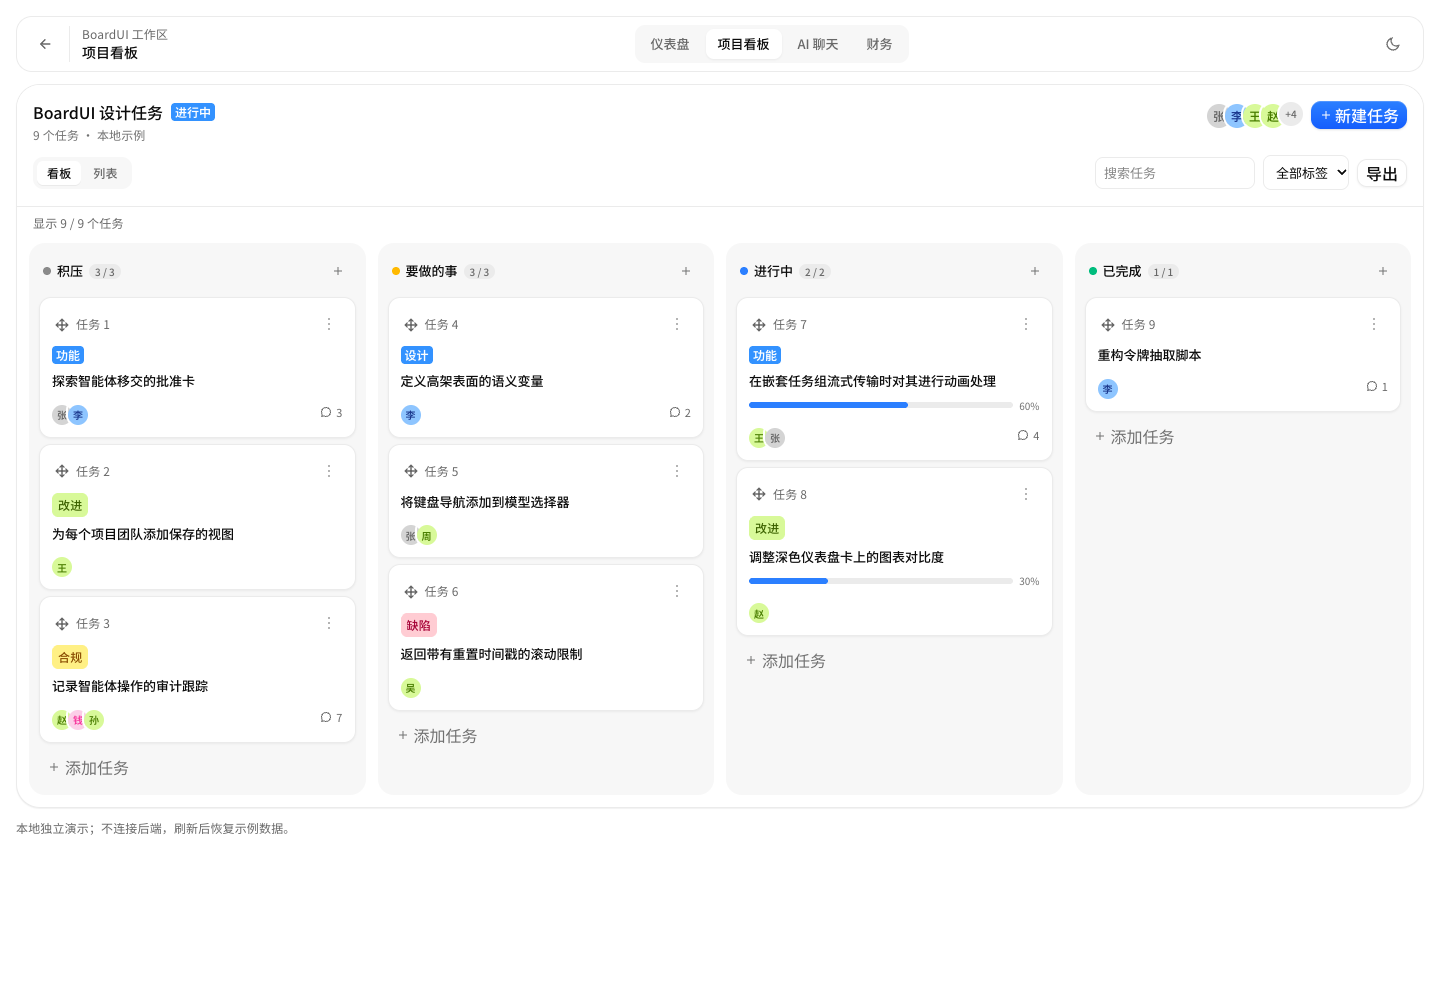 BoardUI 工作区
项目看板
仪表盘
项目看板
AI 聊天
财务
BoardUI 设计任务
进行中
9 个任务 • 本地示例
张
李
王
赵
+4
+ 新建任务
看板
列表
搜索任务
全部标签
导出
显示 9 / 9 个任务
积压
3 / 3
+
任务 1
功能
探索智能体移交的批准卡
张
李
3
任务 2
改进
为每个项目团队添加保存的视图
王
任务 3
合规
记录智能体操作的审计跟踪
赵
钱
孙
7
+ 添加任务
要做的事
3 / 3
+
任务 4
设计
定义高架表面的语义变量
李
2
任务 5
将键盘导航添加到模型选择器
张
周
任务 6
缺陷
返回带有重置时间戳的滚动限制
吴
+ 添加任务
进行中
2 / 2
+
任务 7
功能
在嵌套任务组流式传输时对其进行动画处理
60%
王
张
4
任务 8
改进
调整深色仪表盘卡上的图表对比度
30%
赵
+ 添加任务
已完成
1 / 1
+
任务 9
重构令牌抽取脚本
李
1
+ 添加任务
本地独立演示；不连接后端，刷新后恢复示例数据。